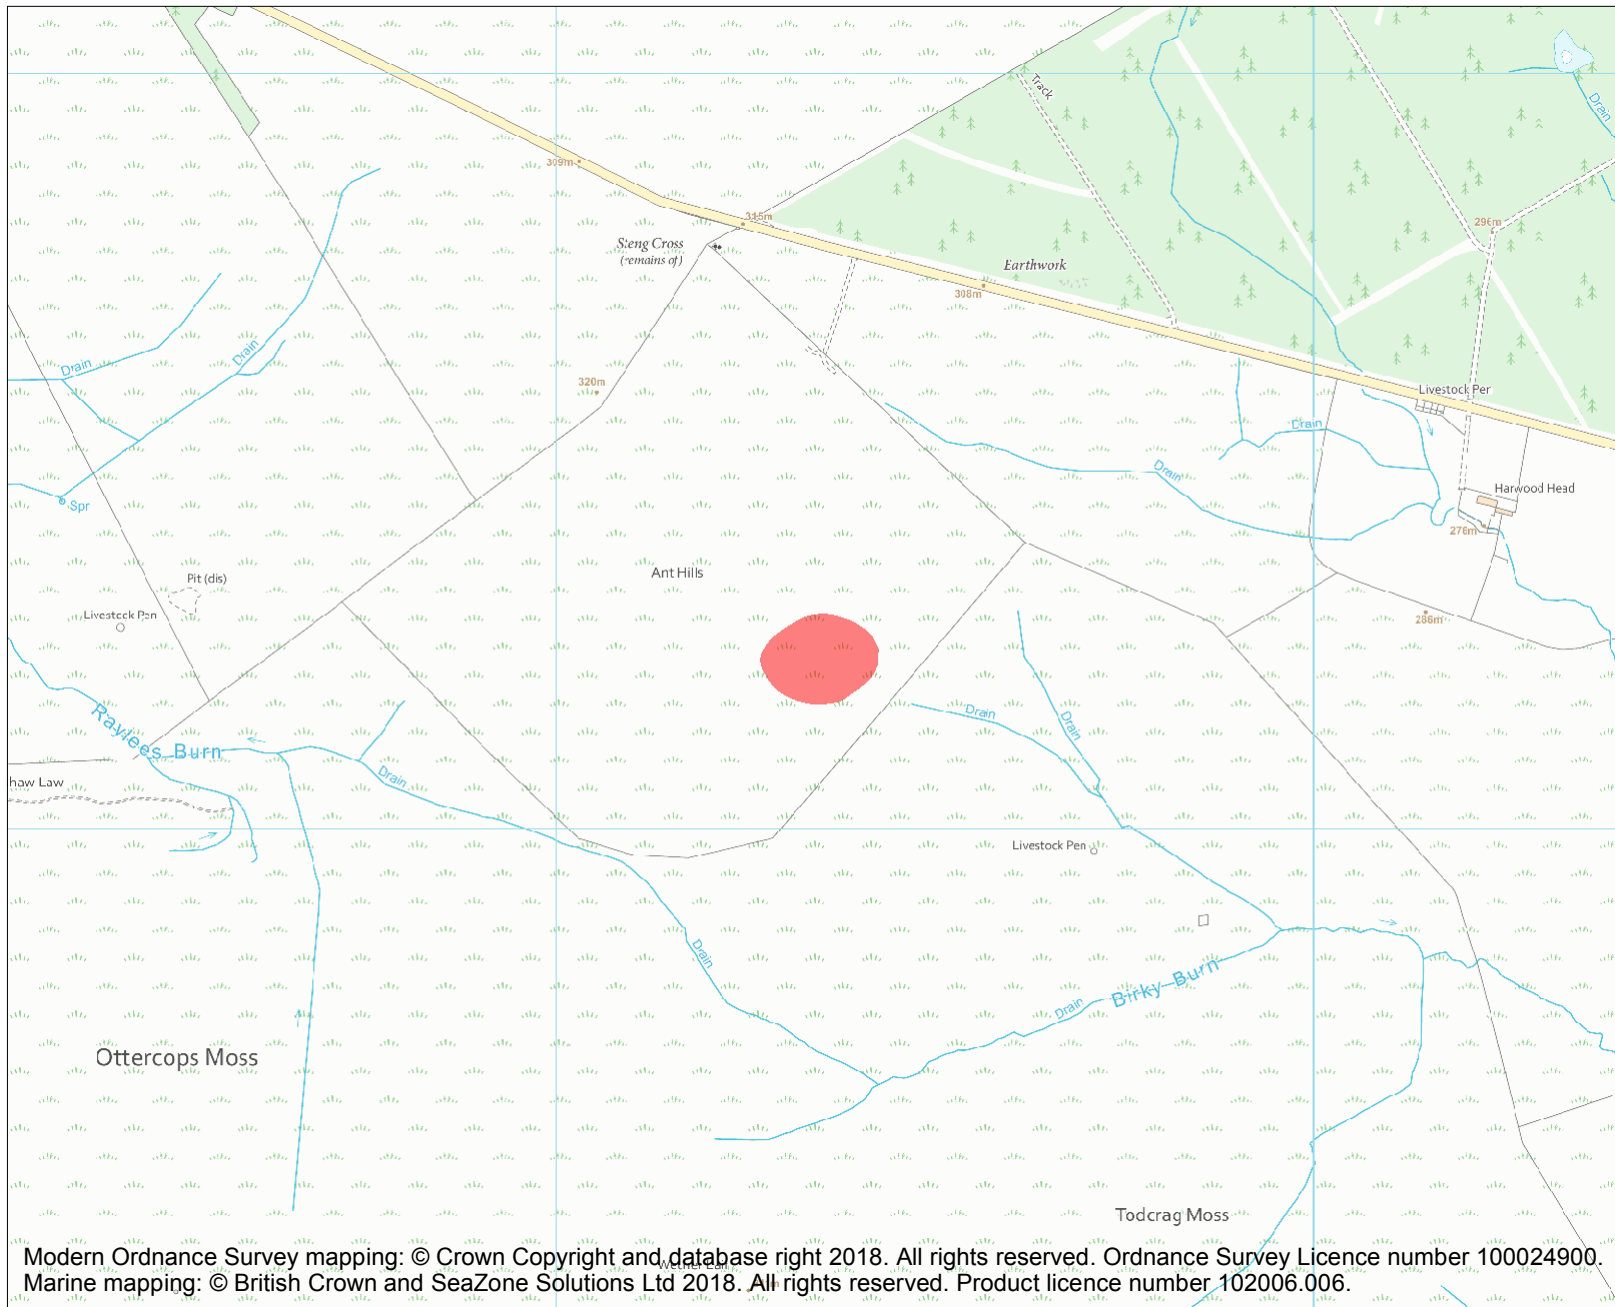 Track
Drain
309m
315m
296m
Steng Cross
(remains of)
Earthwork
308m
Drain
Drain
320m
Livestock Pen
Drain
Drain
Spr
Harwood Head
276m
Ant Hills
Pit (dis)
Livestock Pen
286m
Raylees Burn
Drain
Drain
haw Law
Drain
Livestock Pen
Drain
Birky Burn
Drain
Ottercops Moss
Todcrag Moss
Modern Ordnance Survey mapping: © Crown Copyright and database right 2018. All rights reserved. Ordnance Survey Licence number 100024900.
Marine mapping: © British Crown and SeaZone Solutions Ltd 2018. All rights reserved. Product licence number 102006.006.